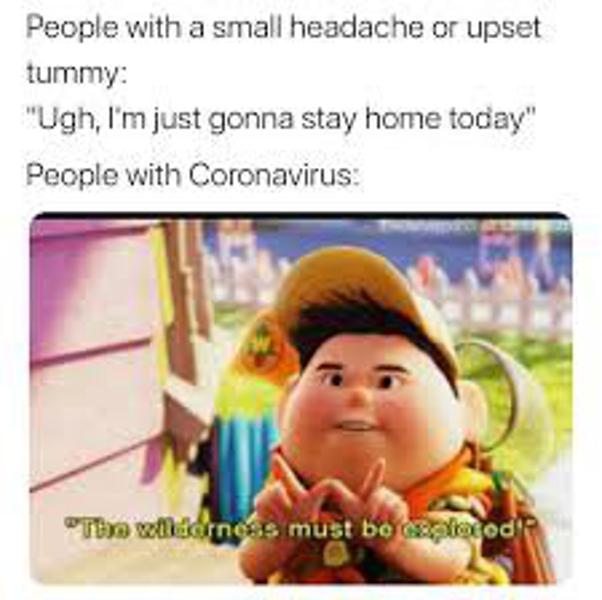 People with a small headache or upset
tummy:
"Ugh, I'm just gonna stay home today"
People with Coronavirus:
W
"The wilderness must be explored!"